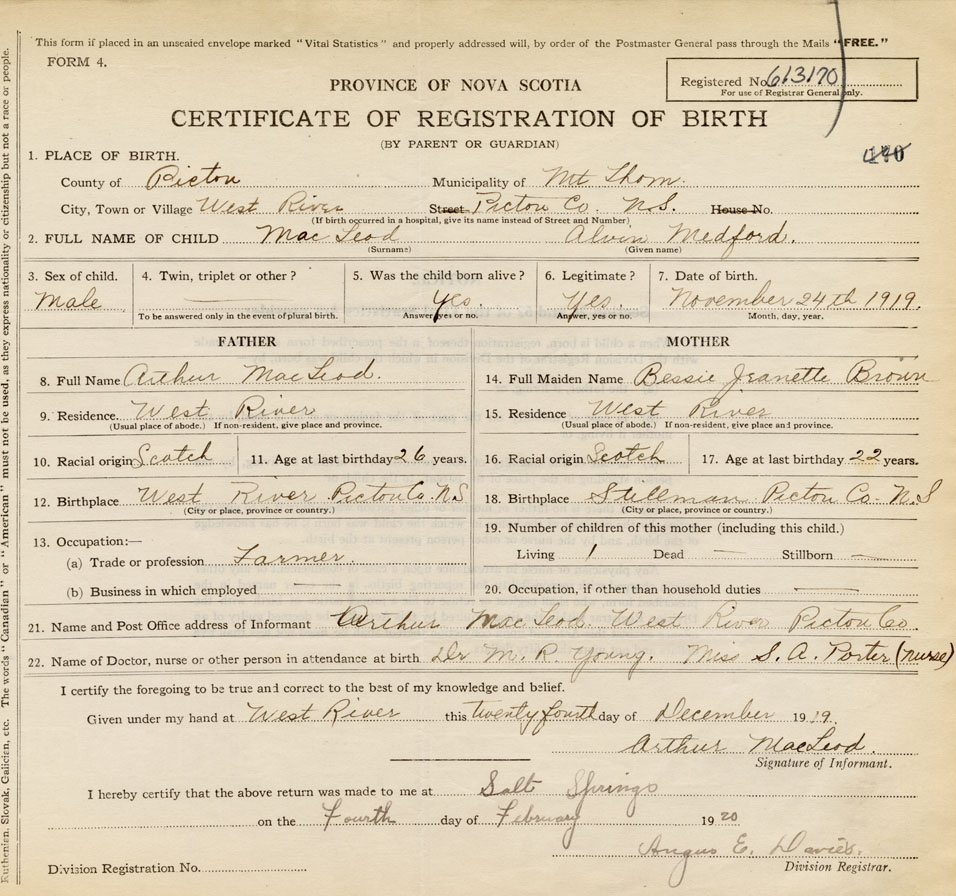 This form if placed in an unsealed envelope marked "Vital Statistics" and properly addressed will, by order of the Postmaster General pass through the Mails "FREE."
FORM 4.
Registered No. 613170
For use of Registrar General only.
PROVINCE OF NOVA SCOTIA
CERTIFICATE OF REGISTRATION OF BIRTH
(BY PARENT OR GUARDIAN)
1. PLACE OF BIRTH.
County of Picton Municipality of Mt Thom.
City, Town or Village West River Street Picton Co. N.S. House No.
(If birth occurred in a hospital, give its name instead of Street and Number)
2. FULL NAME OF CHILD MacLeod Alvin Medford.
(Surname) (Given name)
3. Sex of child. 4. Twin, triplet or other? 5. Was the child born alive? 6. Legitimate? 7. Date of birth.
Male — Yes. Yes. November 24th 1919.
To be answered only in the event of plural birth. Answer, yes or no. Answer, yes or no. Month, day, year.
FATHER MOTHER
8. Full Name Arthur MacLeod. 14. Full Maiden Name Bessie Jeanette Brown
9. Residence West River 15. Residence West River
(Usual place of abode.) If non-resident, give place and province. (Usual place of abode.) If non-resident, give place and province.
10. Racial origin Scotch 11. Age at last birthday 26 years. 16. Racial origin Scotch 17. Age at last birthday 22 years.
12. Birthplace West River Picton Co. N.S 18. Birthplace Stillman Picton Co. N.S
(City or place, province or country.) (City or place, province or country.)
13. Occupation:— 19. Number of children of this mother (including this child.)
(a) Trade or profession Farmer. Living 1 Dead — Stillborn —
(b) Business in which employed — 20. Occupation, if other than household duties —
21. Name and Post Office address of Informant Arthur MacLeod. West River Picton Co.
22. Name of Doctor, nurse or other person in attendance at birth Dr M. R. Young. Miss S. A. Porter (nurse)
I certify the foregoing to be true and correct to the best of my knowledge and belief.
Given under my hand at West River this twenty fourth day of December 1919.
Arthur MacLeod.
Signature of Informant.
I hereby certify that the above return was made to me at Salt Springs
on the Fourth day of February 1920
Angus E. Davies.
Division Registration No. Division Registrar.
Ruthenian, Slovak, Galician, etc. The words "Canadian" or "American" must not be used, as they express nationality or citizenship but not a race or people.